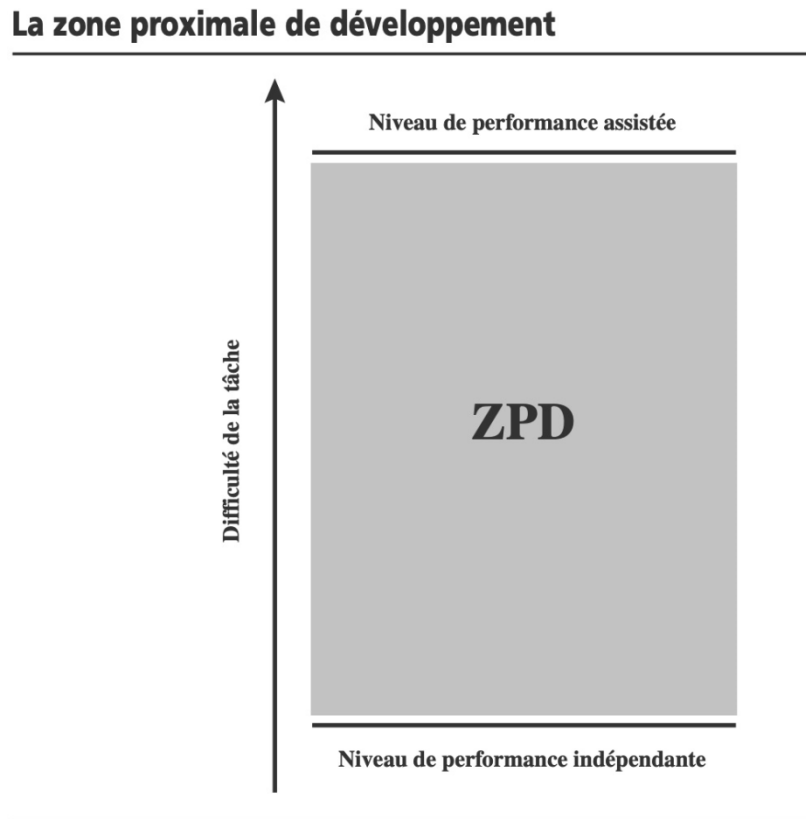 La zone proximale de développement
Niveau de performance assistée
Difficulté de la tâche
ZPD
Niveau de performance indépendante